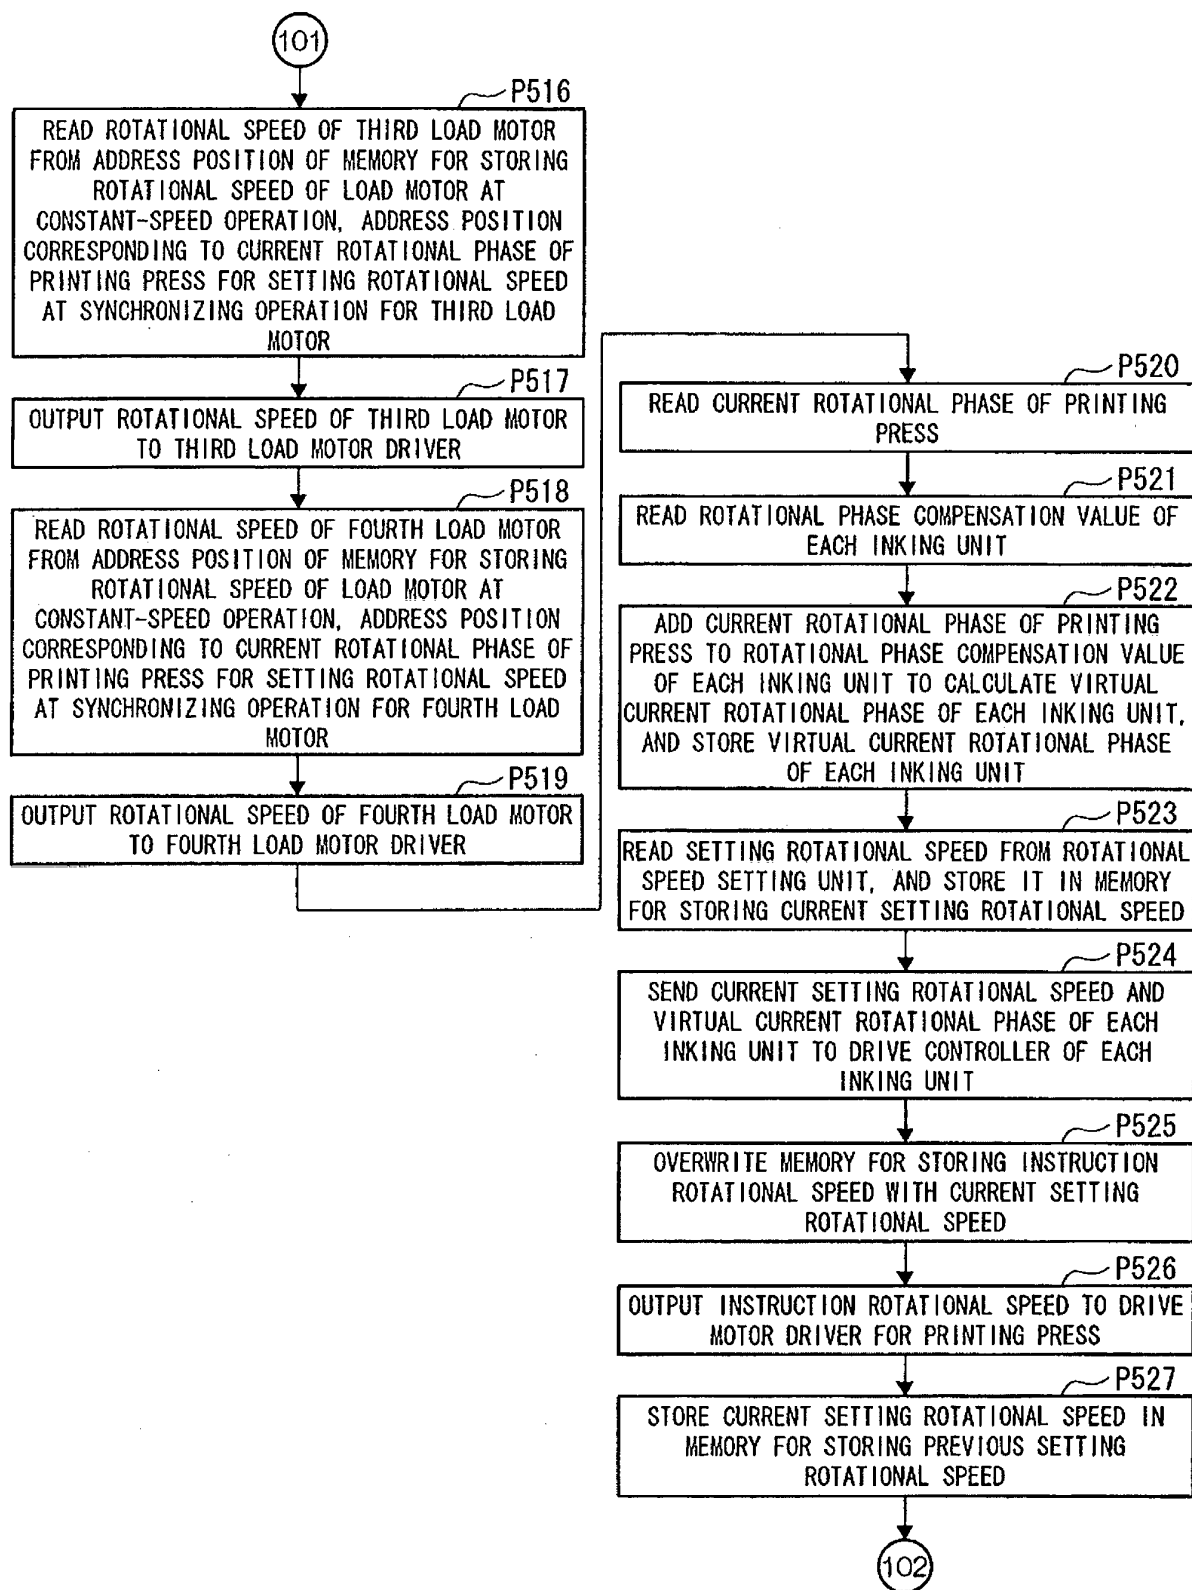 101
P516
READ ROTATIONAL SPEED OF THIRD LOAD MOTOR
FROM ADDRESS POSITION OF MEMORY FOR STORING
ROTATIONAL SPEED OF LOAD MOTOR AT
CONSTANT-SPEED OPERATION, ADDRESS POSITION
CORRESPONDING TO CURRENT ROTATIONAL PHASE OF
PRINTING PRESS FOR SETTING ROTATIONAL SPEED
AT SYNCHRONIZING OPERATION FOR THIRD LOAD
MOTOR
P517
OUTPUT ROTATIONAL SPEED OF THIRD LOAD MOTOR
TO THIRD LOAD MOTOR DRIVER
P518
READ ROTATIONAL SPEED OF FOURTH LOAD MOTOR
FROM ADDRESS POSITION OF MEMORY FOR STORING
ROTATIONAL SPEED OF LOAD MOTOR AT
CONSTANT-SPEED OPERATION, ADDRESS POSITION
CORRESPONDING TO CURRENT ROTATIONAL PHASE OF
PRINTING PRESS FOR SETTING ROTATIONAL SPEED
AT SYNCHRONIZING OPERATION FOR FOURTH LOAD
MOTOR
P519
OUTPUT ROTATIONAL SPEED OF FOURTH LOAD MOTOR
TO FOURTH LOAD MOTOR DRIVER
P520
READ CURRENT ROTATIONAL PHASE OF PRINTING
PRESS
P521
READ ROTATIONAL PHASE COMPENSATION VALUE OF
EACH INKING UNIT
P522
ADD CURRENT ROTATIONAL PHASE OF PRINTING
PRESS TO ROTATIONAL PHASE COMPENSATION VALUE
OF EACH INKING UNIT TO CALCULATE VIRTUAL
CURRENT ROTATIONAL PHASE OF EACH INKING UNIT,
AND STORE VIRTUAL CURRENT ROTATIONAL PHASE
OF EACH INKING UNIT
P523
READ SETTING ROTATIONAL SPEED FROM ROTATIONAL
SPEED SETTING UNIT, AND STORE IT IN MEMORY
FOR STORING CURRENT SETTING ROTATIONAL SPEED
P524
SEND CURRENT SETTING ROTATIONAL SPEED AND
VIRTUAL CURRENT ROTATIONAL PHASE OF EACH
INKING UNIT TO DRIVE CONTROLLER OF EACH
INKING UNIT
P525
OVERWRITE MEMORY FOR STORING INSTRUCTION
ROTATIONAL SPEED WITH CURRENT SETTING
ROTATIONAL SPEED
P526
OUTPUT INSTRUCTION ROTATIONAL SPEED TO DRIVE
MOTOR DRIVER FOR PRINTING PRESS
P527
STORE CURRENT SETTING ROTATIONAL SPEED IN
MEMORY FOR STORING PREVIOUS SETTING
ROTATIONAL SPEED
102